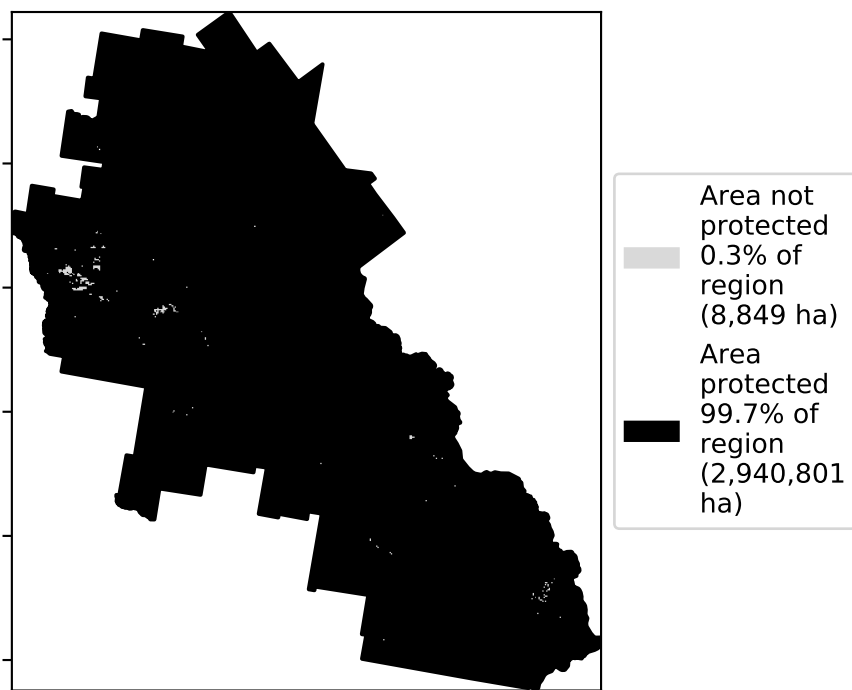 Area not
protected
0.3% of
region
(8,849 ha)
Area
protected
99.7% of
region
(2,940,801
ha)